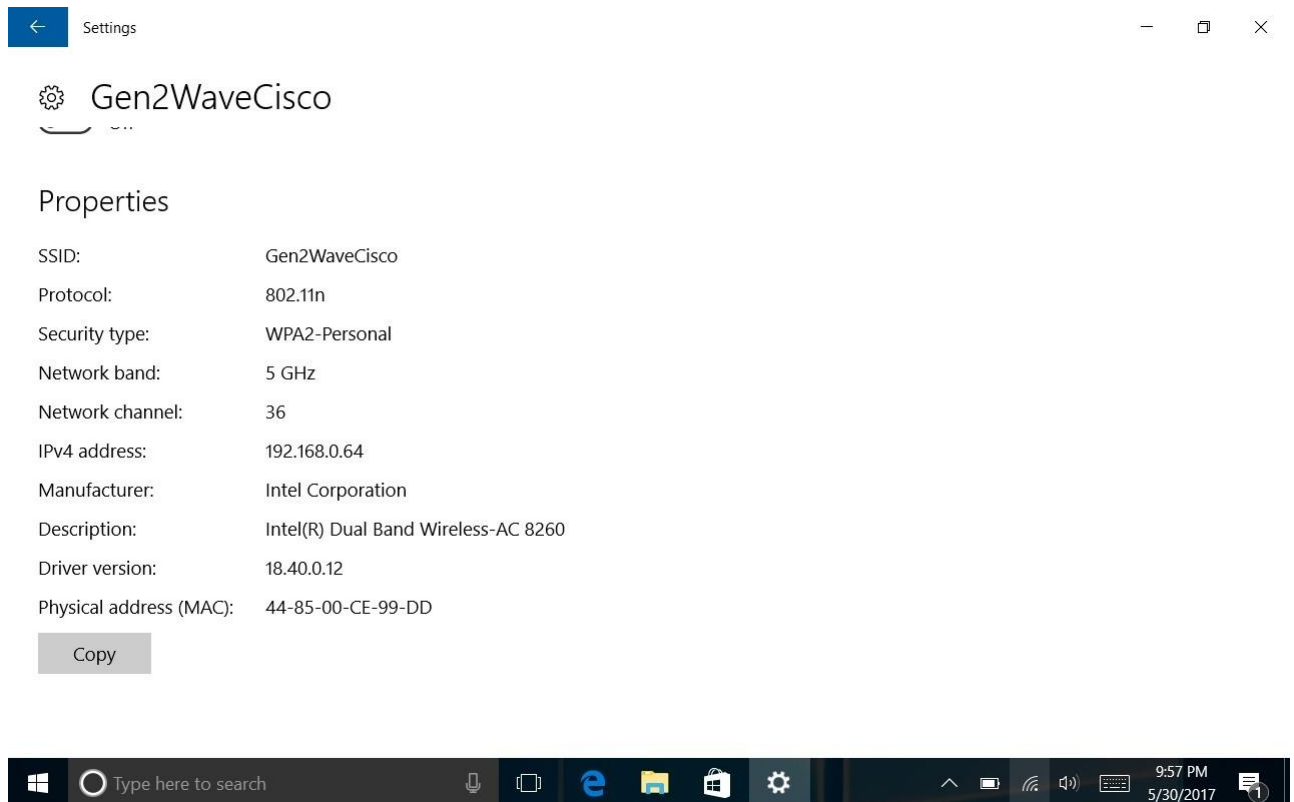 Settings
Gen2WaveCisco
Properties
SSID: Gen2WaveCisco
Protocol: 802.11n
Security type: WPA2-Personal
Network band: 5 GHz
Network channel: 36
IPv4 address: 192.168.0.64
Manufacturer: Intel Corporation
Description: Intel(R) Dual Band Wireless-AC 8260
Driver version: 18.40.0.12
Physical address (MAC): 44-85-00-CE-99-DD
Copy
Type here to search
9:57 PM
5/30/2017
1